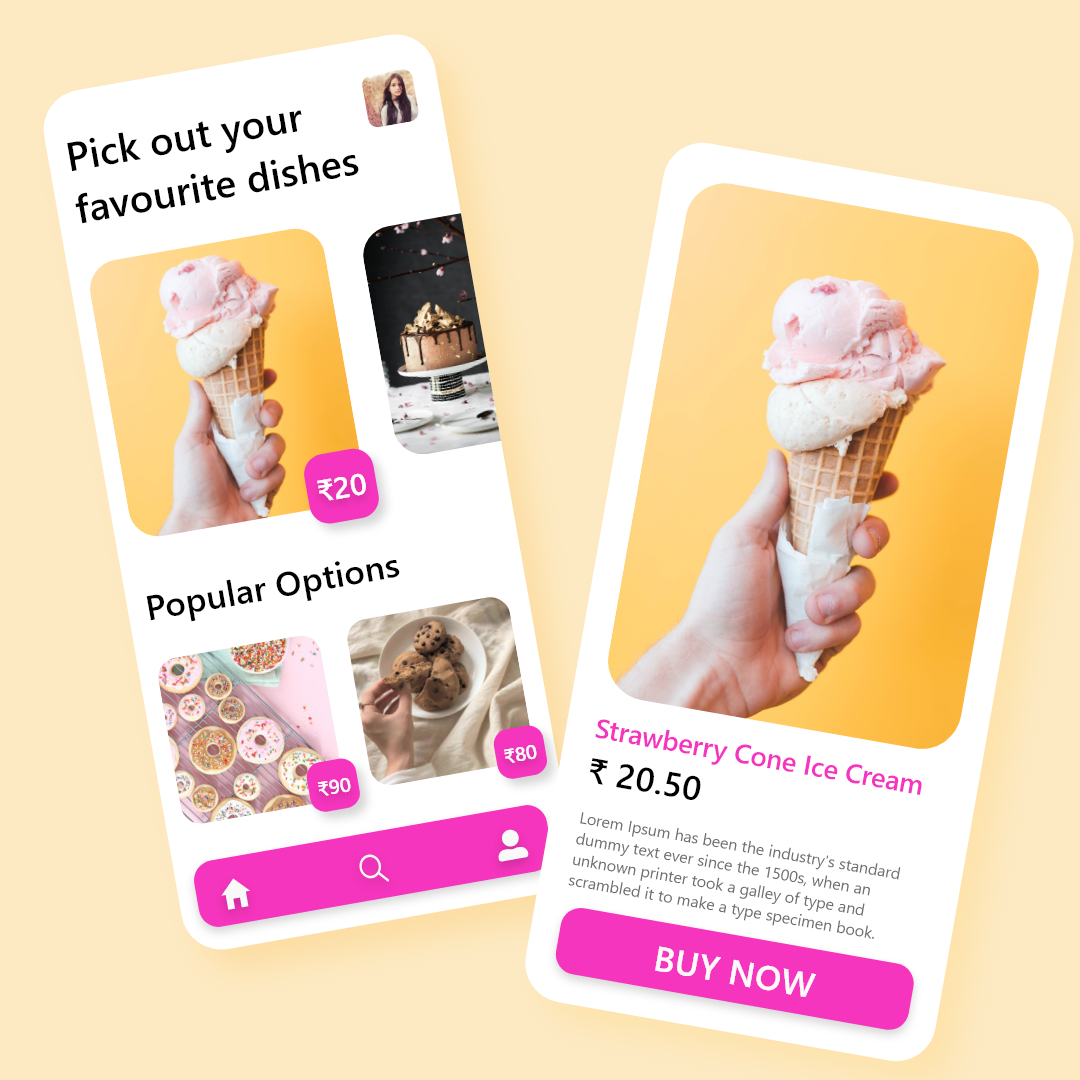 Pick out your
favourite dishes
₹20
Popular Options
₹90
₹80
Strawberry Cone Ice Cream
₹ 20.50
Lorem Ipsum has been the industry's standard
dummy text ever since the 1500s, when an
unknown printer took a galley of type and
scrambled it to make a type specimen book.
BUY NOW